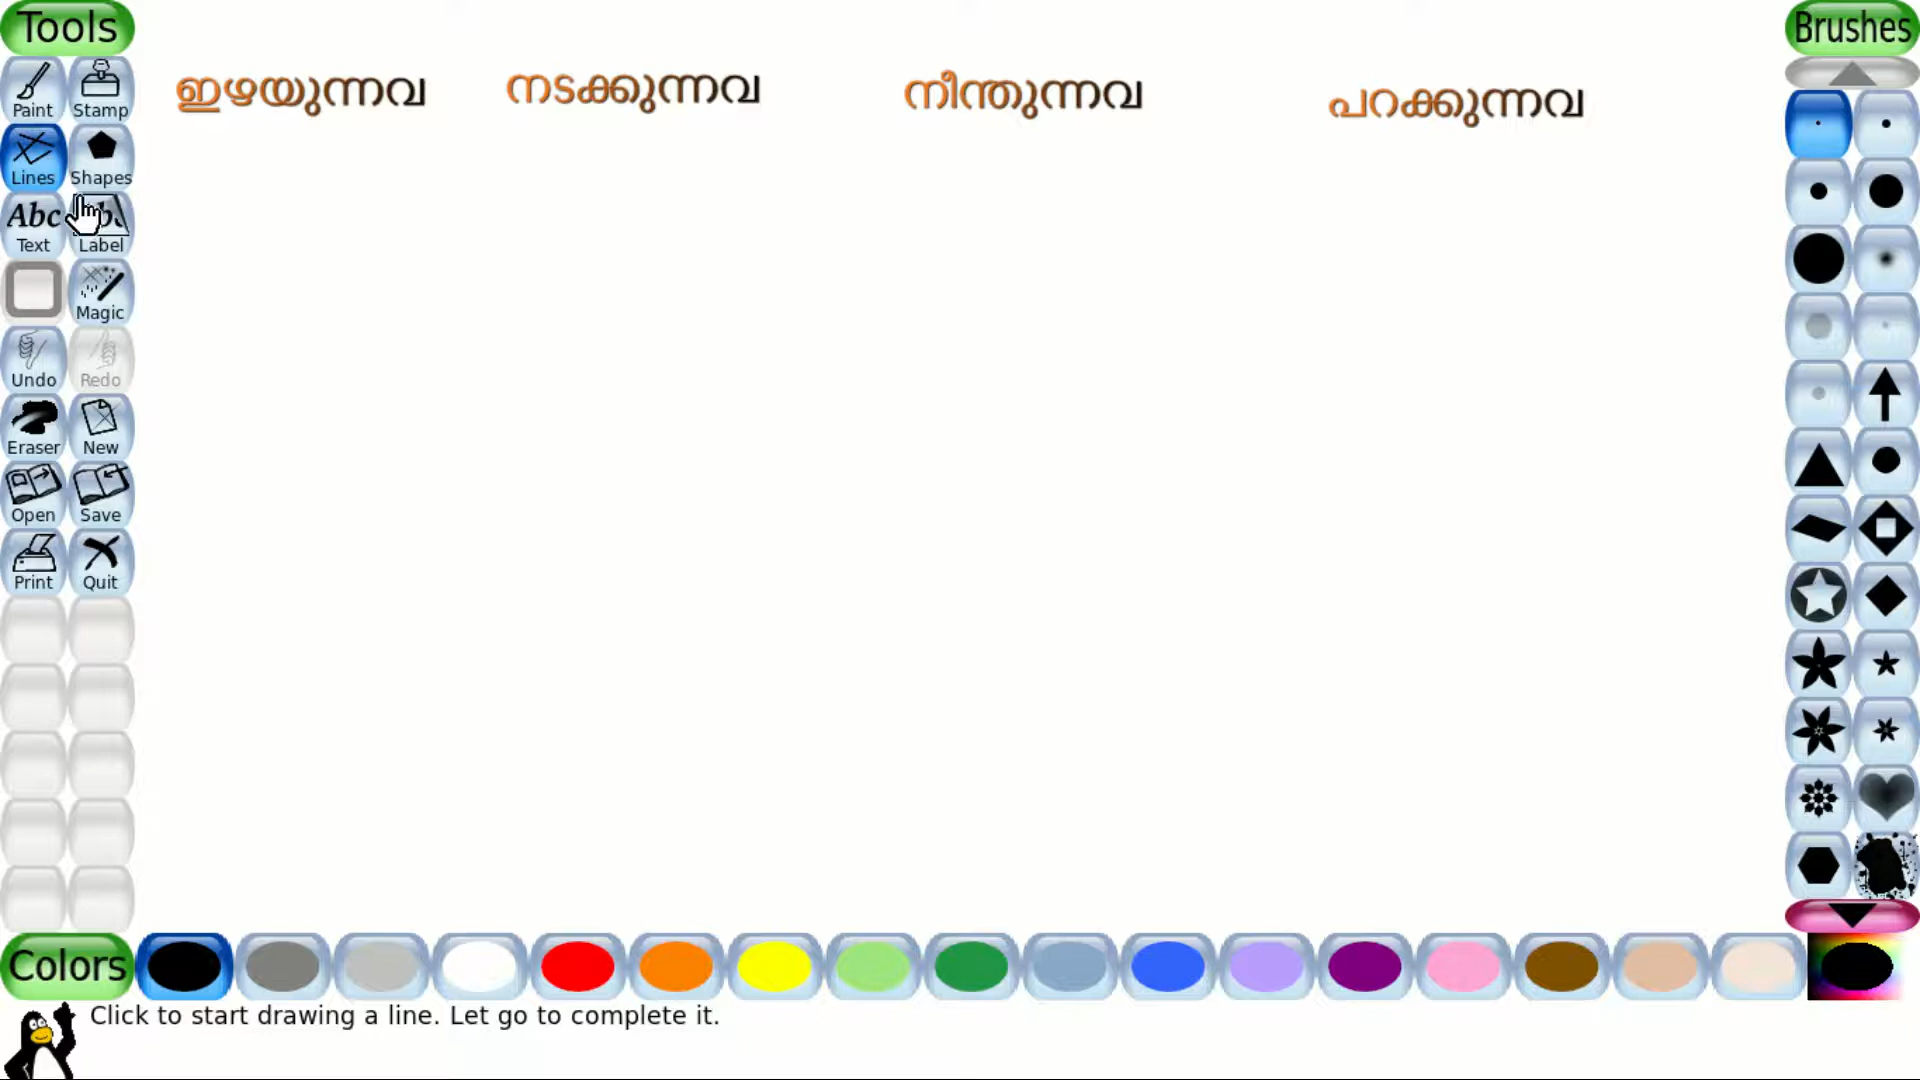 Tools
Brushes
ഇഴയുന്നവ നടക്കുന്നവ നീന്തുന്നവ പറക്കുന്നവ
Paint Stamp
Lines Shapes
Abc
Text Label
Magic
Undo Redo
Eraser New
Open Save
Print Quit
Colors
Click to start drawing a line. Let go to complete it.